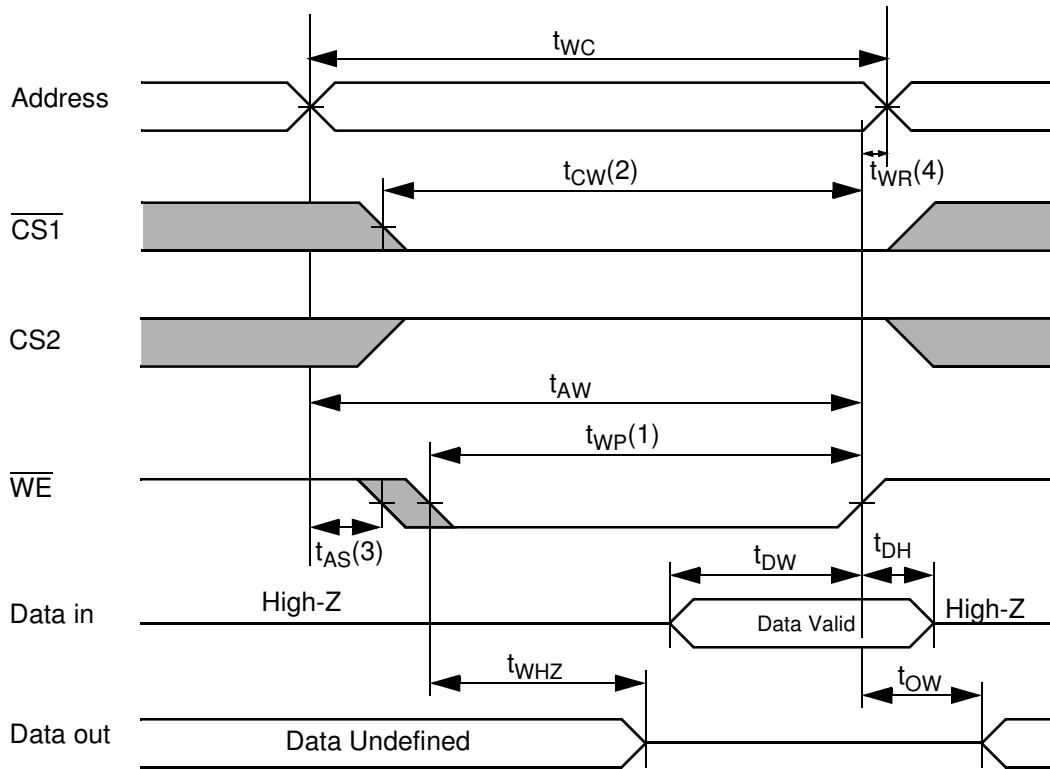 tWC
Address
tCW(2)
tWR(4)
CS1
CS2
tAW
tWP(1)
WE
tAS(3)
tDW
tDH
Data in
High-Z
Data Valid
High-Z
tWHZ
tOW
Data out
Data Undefined